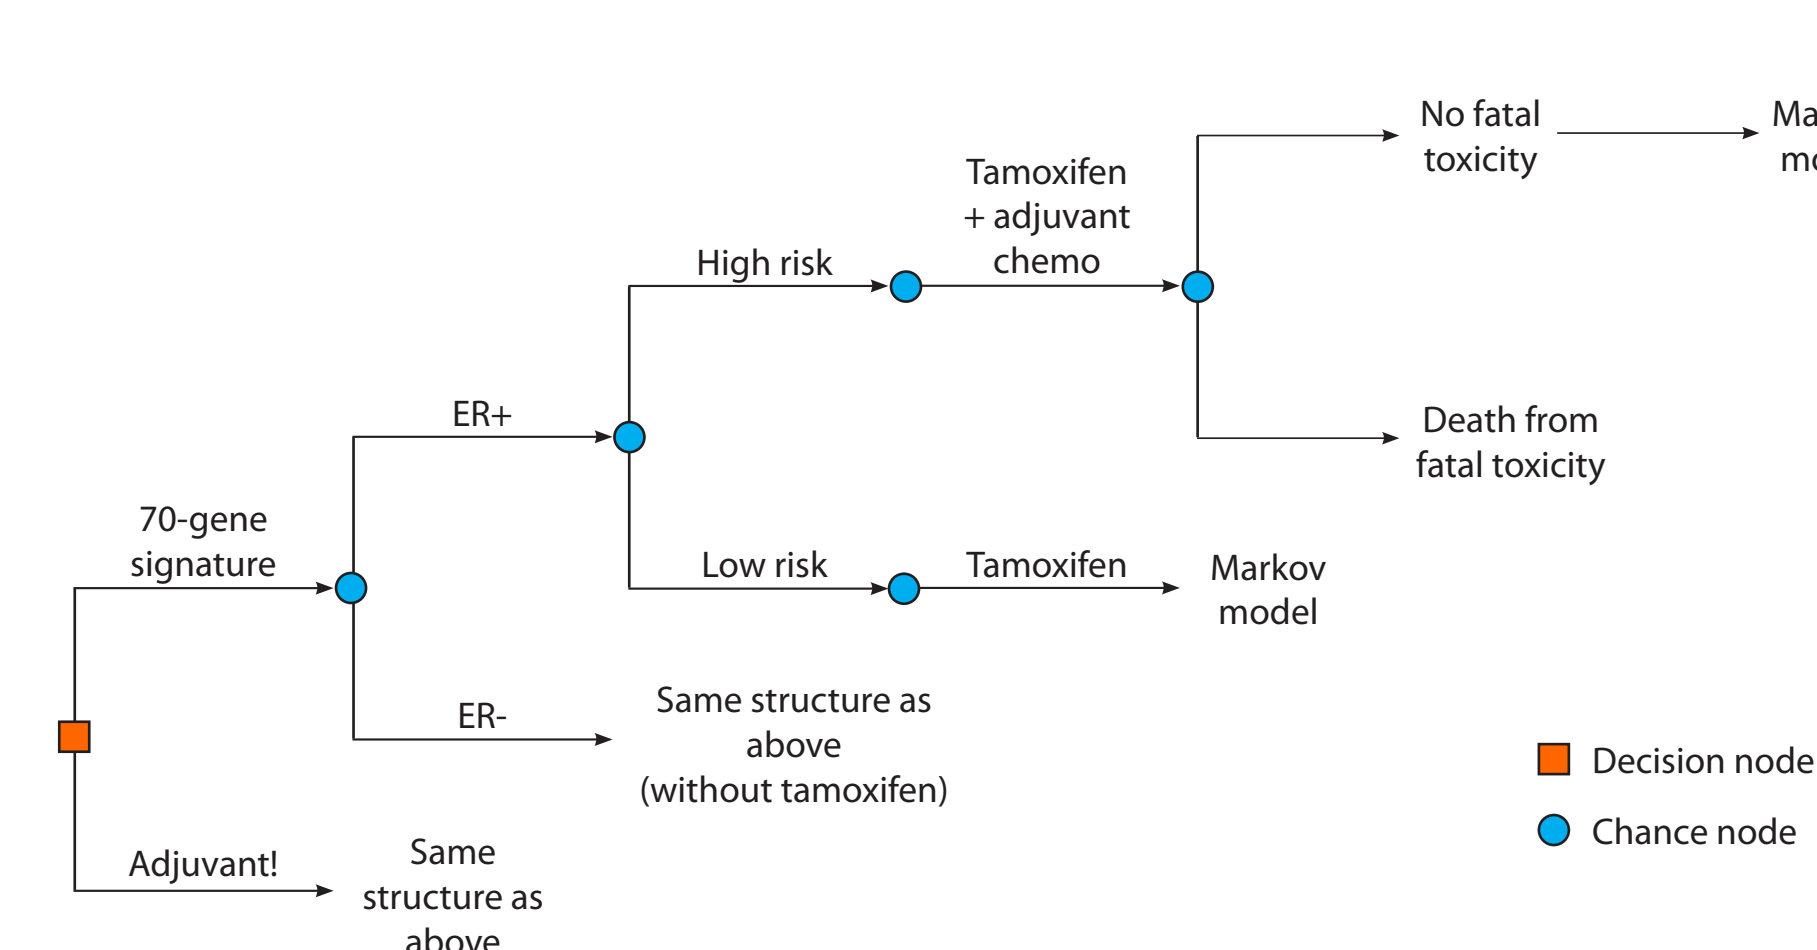 No fatal
toxicity
Tamoxifen
+ adjuvant
chemo
High risk
Death from
fatal toxicity
ER+
70-gene
signature
Low risk
Tamoxifen
Markov
model
ER-
Same structure as
above
(without tamoxifen)
Decision node
Chance node
Adjuvant!
Same
structure as
above